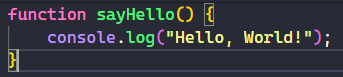 function sayHello() {
    console.log("Hello, World!");
}